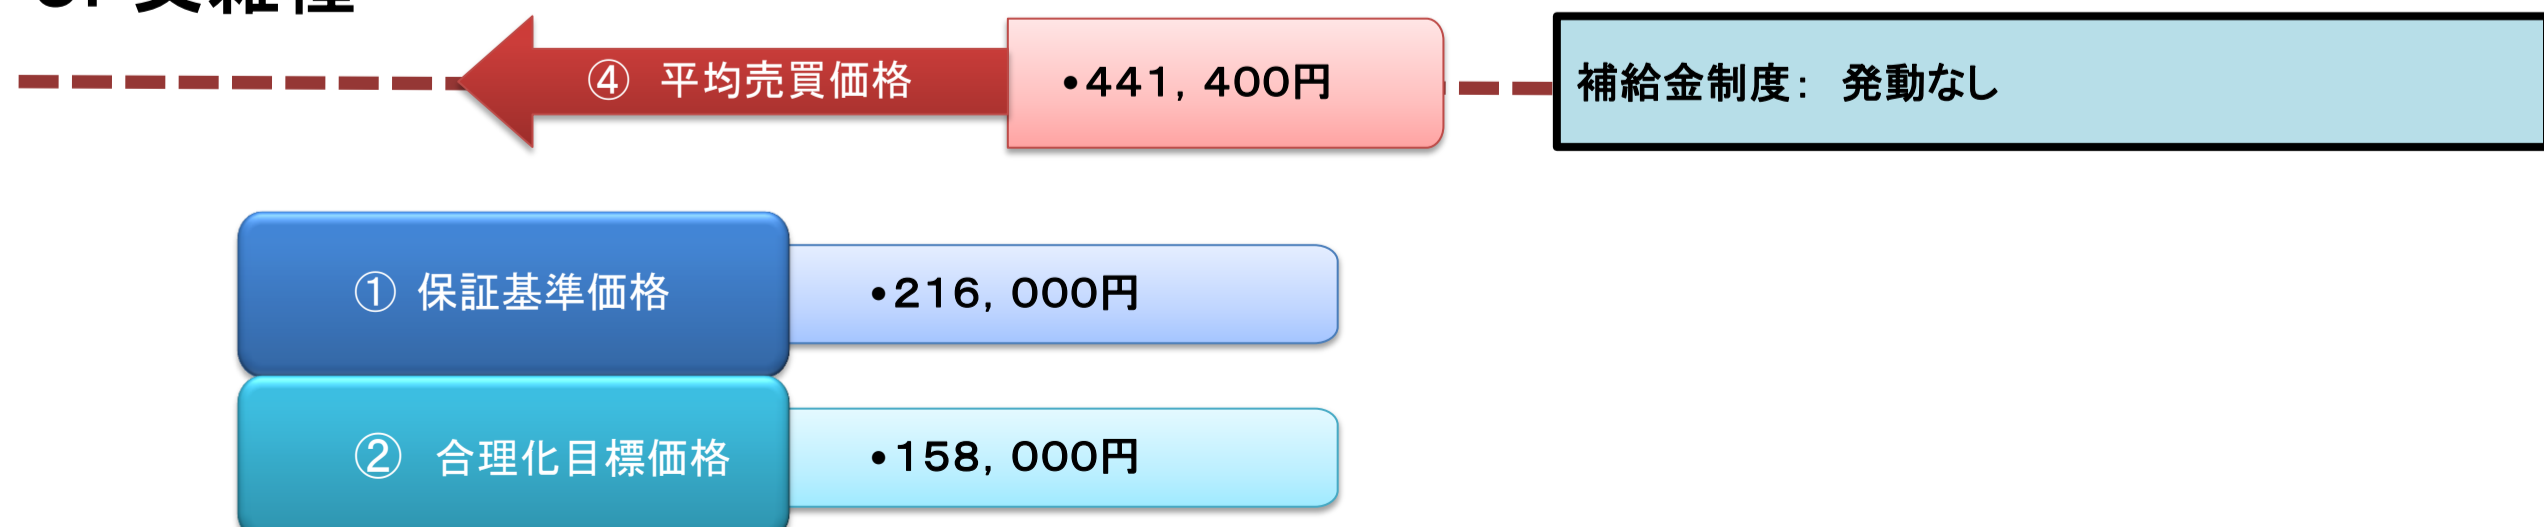 ④　平均売買価格
•４４１，４００円
補給金制度：　発動なし
① 保証基準価格
•２１６，０００円
②　合理化目標価格
•１５８，０００円